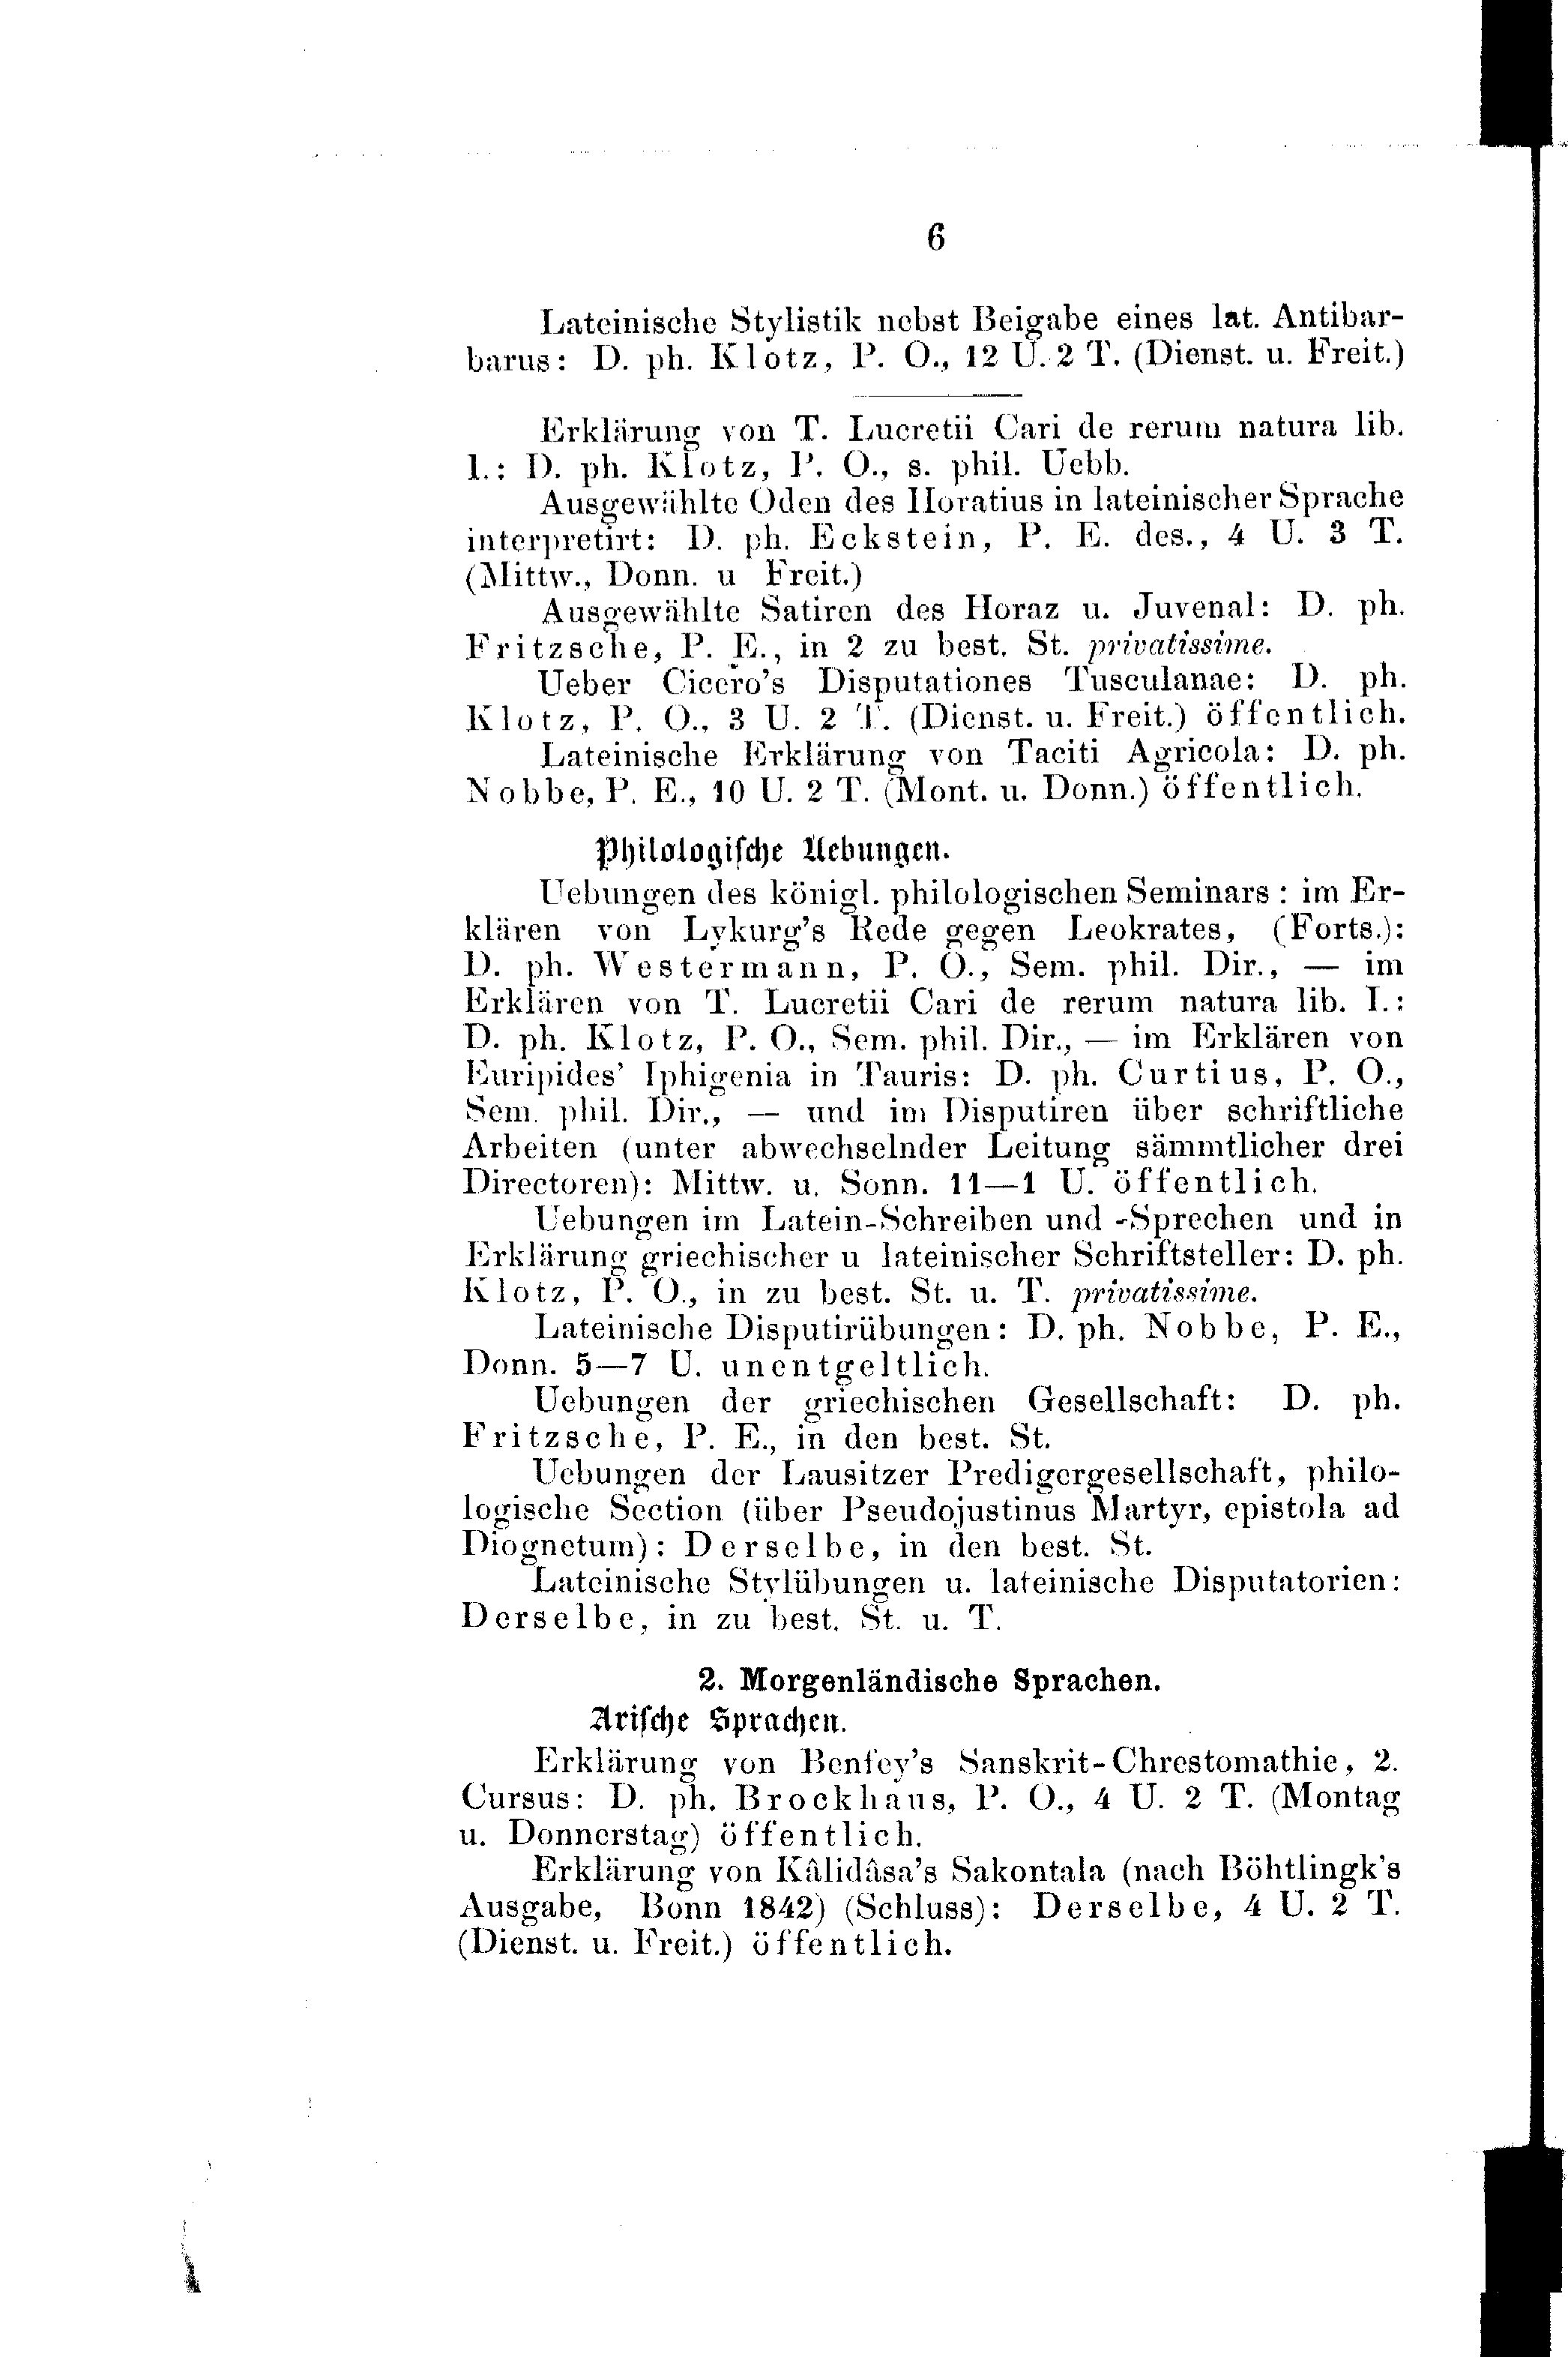 6
Lateinische Stylistik nebst Beigabe eines lat. Antibar-
barus: D. ph. Klotz, P. O., 12 U. 2 T. (Dienst. u. Freit.)
Erklärung von T. Lucretii Cari de rerum natura lib.
I.: D. ph. Klotz, P. O., s. phil. Uebb.
Ausgewählte Oden des Horatius in lateinischer Sprache
interpretirt: D. ph. Eckstein, P. E. des., 4 U. 3 T.
(Mittw., Donn. u Freit.)
Ausgewählte Satiren des Horaz u. Juvenal: D. ph.
Fritzsche, P. E., in 2 zu best. St. privatissime.
Ueber Cicero's Disputationes Tusculanae: D. ph.
Klotz, P. O., 3 U. 2 T. (Dienst. u. Freit.) öffentlich.
Lateinische Erklärung von Taciti Agricola: D. ph.
Nobbe, P. E., 10 U. 2 T. (Mont. u. Donn.) öffentlich.
Philologische Uebungen.
Uebungen des königl. philologischen Seminars: im Er-
klären von Lykurg's Rede gegen Leokrates, (Forts.):
D. ph. Westermann, P. O., Sem. phil. Dir., — im
Erklären von T. Lucretii Cari de rerum natura lib. I.:
D. ph. Klotz, P. O., Sem. phil. Dir., — im Erklären von
Euripides' Iphigenia in Tauris: D. ph. Curtius, P. O.,
Sem. phil. Dir., — und im Disputiren über schriftliche
Arbeiten (unter abwechselnder Leitung sämmtlicher drei
Directoren): Mittw. u. Sonn. 11—1 U. öffentlich.
Uebungen im Latein-Schreiben und -Sprechen und in
Erklärung griechischer u lateinischer Schriftsteller: D. ph.
Klotz, P. O., in zu best. St. u. T. privatissime.
Lateinische Disputirübungen: D. ph. Nobbe, P. E.,
Donn. 5—7 U. unentgeltlich.
Uebungen der griechischen Gesellschaft: D. ph.
Fritzsche, P. E., in den best. St.
Uebungen der Lausitzer Predigergesellschaft, philo-
logische Section (über Pseudojustinus Martyr, epistola ad
Diognetum): Derselbe, in den best. St.
Lateinische Stylübungen u. lateinische Disputatorien:
Derselbe, in zu best. St. u. T.
2. Morgenländische Sprachen.
Arische Sprachen.
Erklärung von Benfey's Sanskrit-Chrestomathie, 2.
Cursus: D. ph. Brockhaus, P. O., 4 U. 2 T. (Montag
u. Donnerstag) öffentlich.
Erklärung von Kâlidâsa's Sakontala (nach Böhtlingk's
Ausgabe, Bonn 1842) (Schluss): Derselbe, 4 U. 2 T.
(Dienst. u. Freit.) öffentlich.